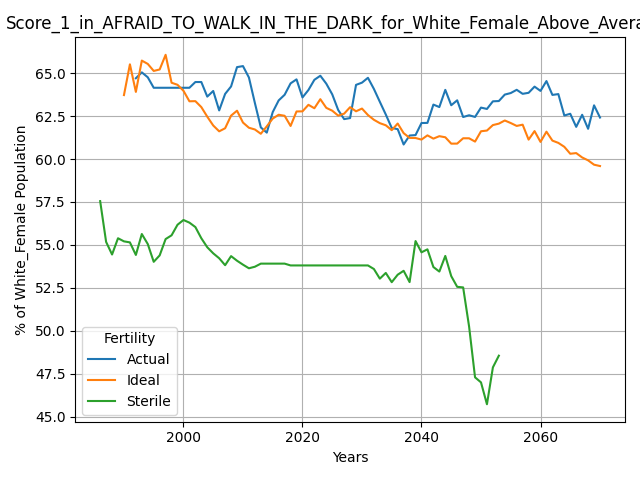 Score_1_in_AFRAID_TO_WALK_IN_THE_DARK_for_White_Female_Above_Avera
% of White_Female Population
65.0
62.5
60.0
57.5
55.0
52.5
50.0
47.5
45.0
Fertility
Actual
Ideal
Sterile
2000
2020
2040
2060
Years